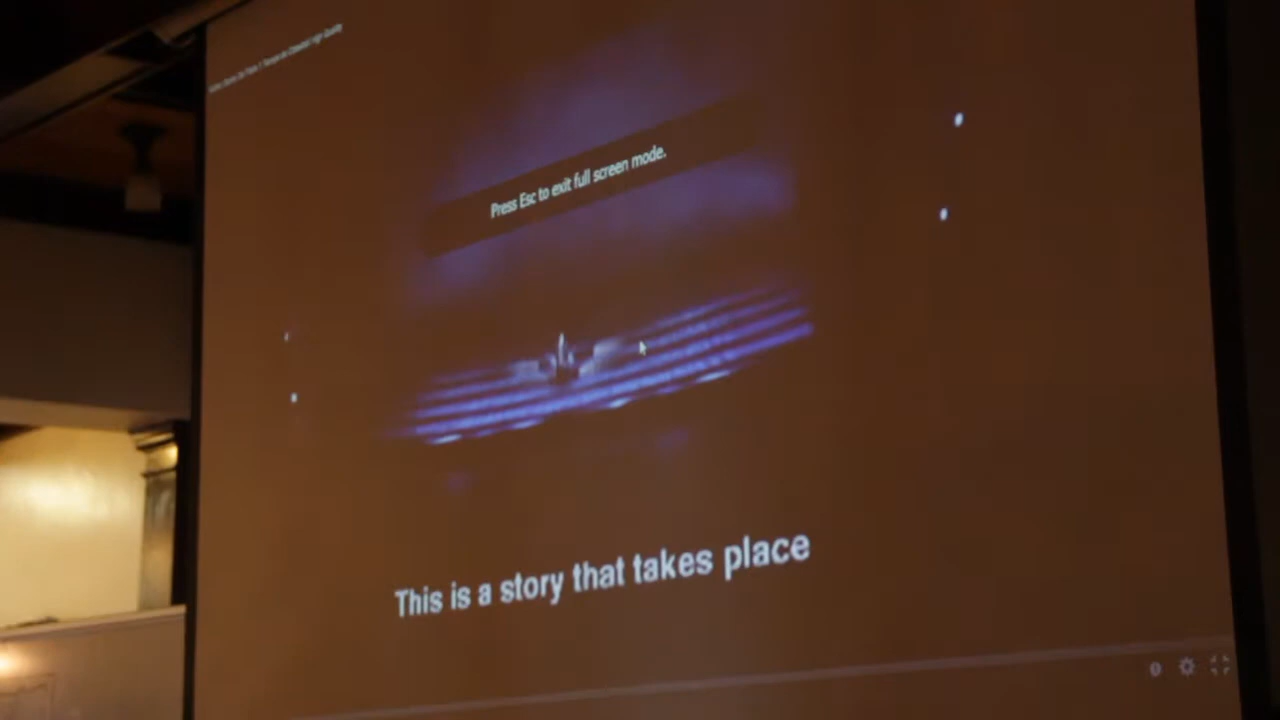 Press Esc to exit full screen mode.
This is a story that takes place